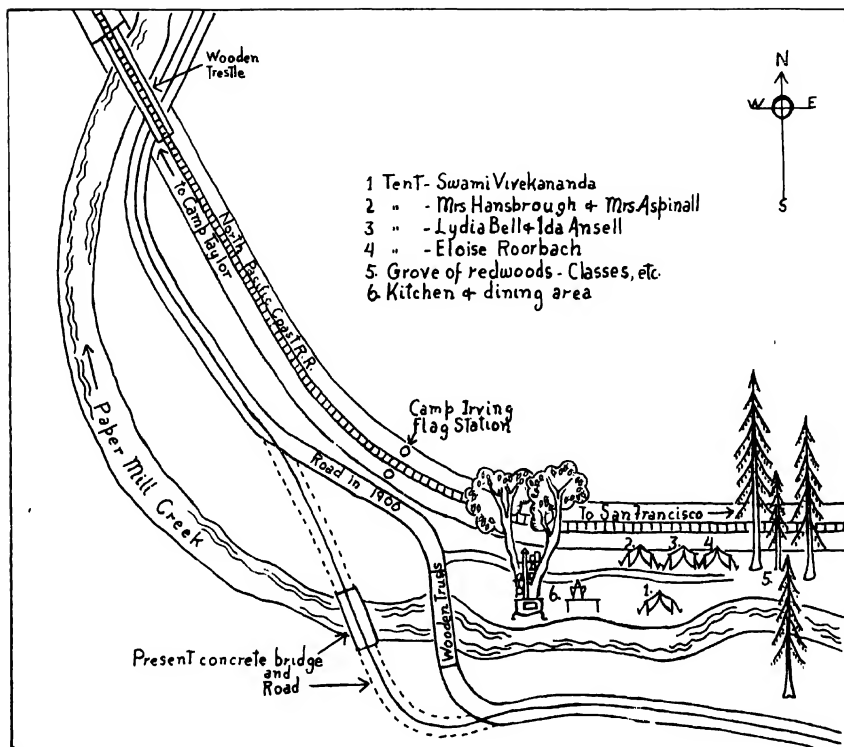 Wooden
Trestle
N
W E
S
1 Tent - Swami Vivekananda
2 " - Mrs Hansbrough & Mrs Aspinall
3 " - Lydia Bell & Ida Ansell
4 " - Eloise Roorbach
5. Grove of redwoods - Classes, etc.
6. Kitchen & dining area
to Camp Taylor
North Pacific Coast R.R.
Paper Mill Creek
Camp Irving
flag Station
Road in 1900
To San Francisco
2. 3. 4.
5.
6. 1.
Wooden Truss
Present concrete bridge
and
Road